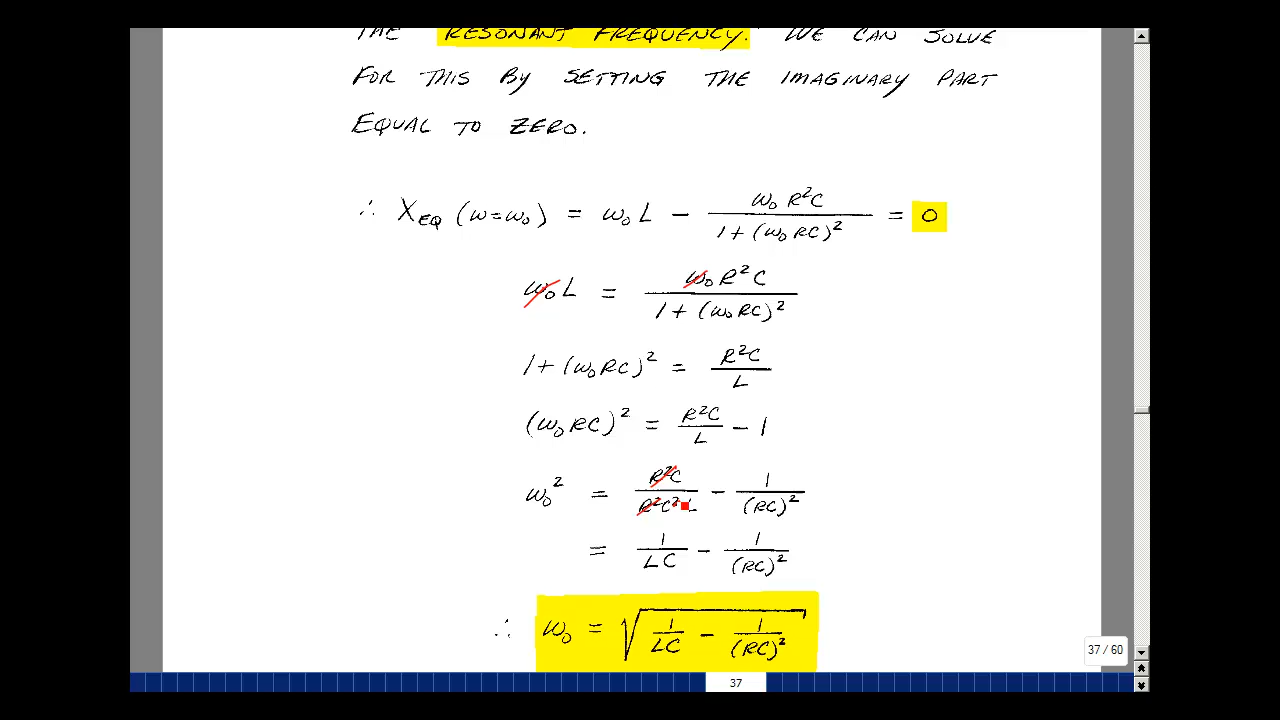 THE RESONANT FREQUENCY. WE CAN SOLVE
FOR THIS BY SETTING THE IMAGINARY PART
EQUAL TO ZERO.
∴ X_EQ (ω=ω₀) = ω₀L − ω₀R²C / (1+(ω₀RC)²) = 0
ω₀L = ω₀R²C / (1+(ω₀RC)²)
1+(ω₀RC)² = R²C / L
(ω₀RC)² = R²C / L − 1
ω₀² = R²C / R²C²L − 1 / (RC)²
= 1 / LC − 1 / (RC)²
∴ ω₀ = √(1 / LC − 1 / (RC)²)
37 / 60
37